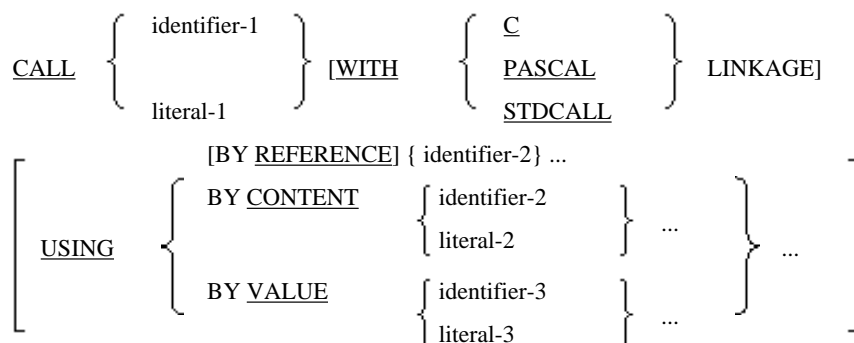 identifier-1 C
CALL [WITH PASCAL LINKAGE]
literal-1 STDCALL
[BY REFERENCE] { identifier-2} ...
BY CONTENT identifier-2
literal-2 ...
USING ...
BY VALUE identifier-3
literal-3 ...